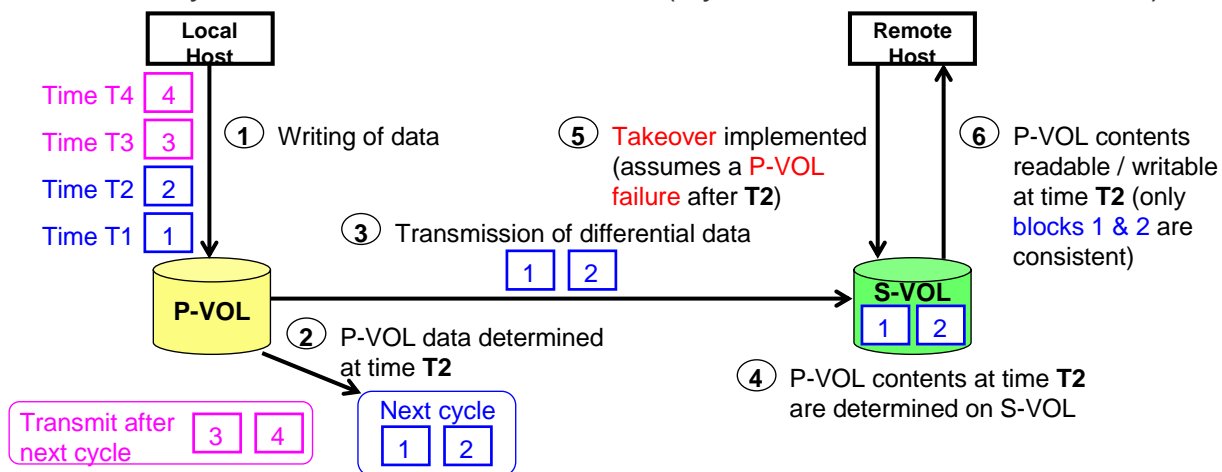 Local
Host
Remote
Host
Time T4
4
Time T3
3
Time T2
2
Time T1
1
1 Writing of data
5 Takeover implemented
(assumes a P-VOL
failure after T2)
6 P-VOL contents
readable / writable
at time T2 (only
blocks 1 & 2 are
consistent)
3 Transmission of differential data
1 2
P-VOL
S-VOL
1 2
2 P-VOL data determined
at time T2
4 P-VOL contents at time T2
are determined on S-VOL
Transmit after
next cycle
3 4
Next cycle
1 2